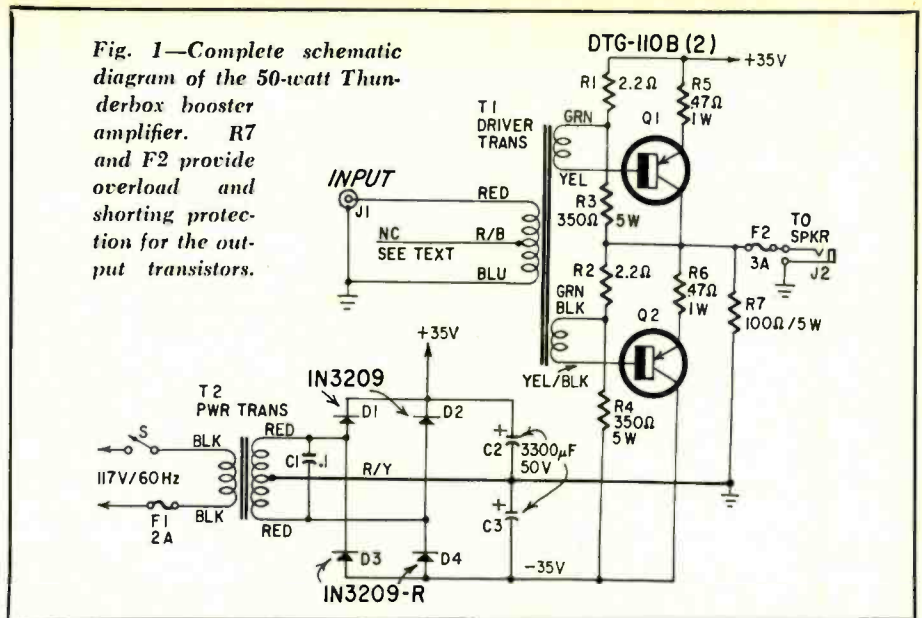 Fig. 1—Complete schematic
diagram of the 50-watt Thun-
derbox booster
amplifier. R7
and F2 provide
overload and
shorting protec-
tion for the out-
put transistors.
DTG-110B (2)
+35V
R1
2.2Ω
R5
47Ω
1W
T1
DRIVER
TRANS
GRN
Q1
YEL
INPUT
J1
RED
R3
350Ω
5W
NC
R/B
SEE TEXT
BLU
F2
3A
TO
SPKR
J2
R2
2.2Ω
R6
.47Ω
1W
GRN
BLK
Q2
R7
100Ω/5W
YEL/BLK
R4
350Ω
5W
+35V
1N3209
T2
PWR TRANS
RED
D1
D2
S
BLK
C1
.1
R/Y
+
C2
3300μF
50V
117V/60Hz
F1
2A
BLK
RED
+
C3
D3
D4
-35V
1N3209-R